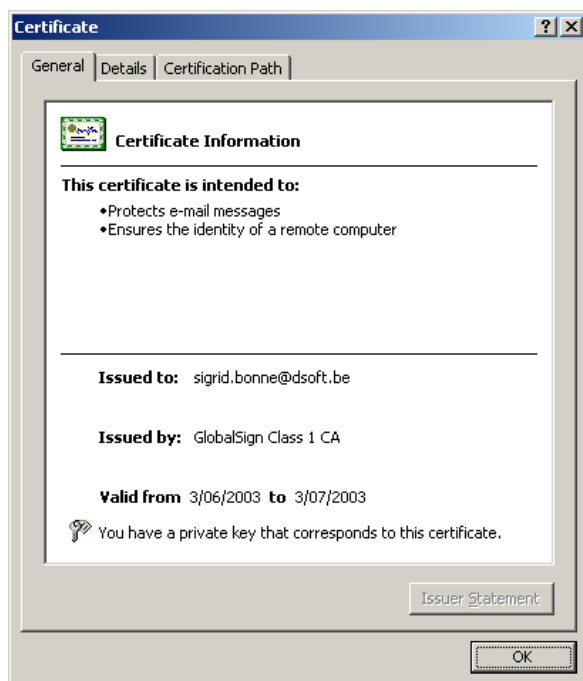 Certificate
General Details Certification Path
Certificate Information
This certificate is intended to:
•Protects e-mail messages
•Ensures the identity of a remote computer
Issued to: sigrid.bonne@dsoft.be
Issued by: GlobalSign Class 1 CA
Valid from 3/06/2003 to 3/07/2003
You have a private key that corresponds to this certificate.
Issuer Statement
OK